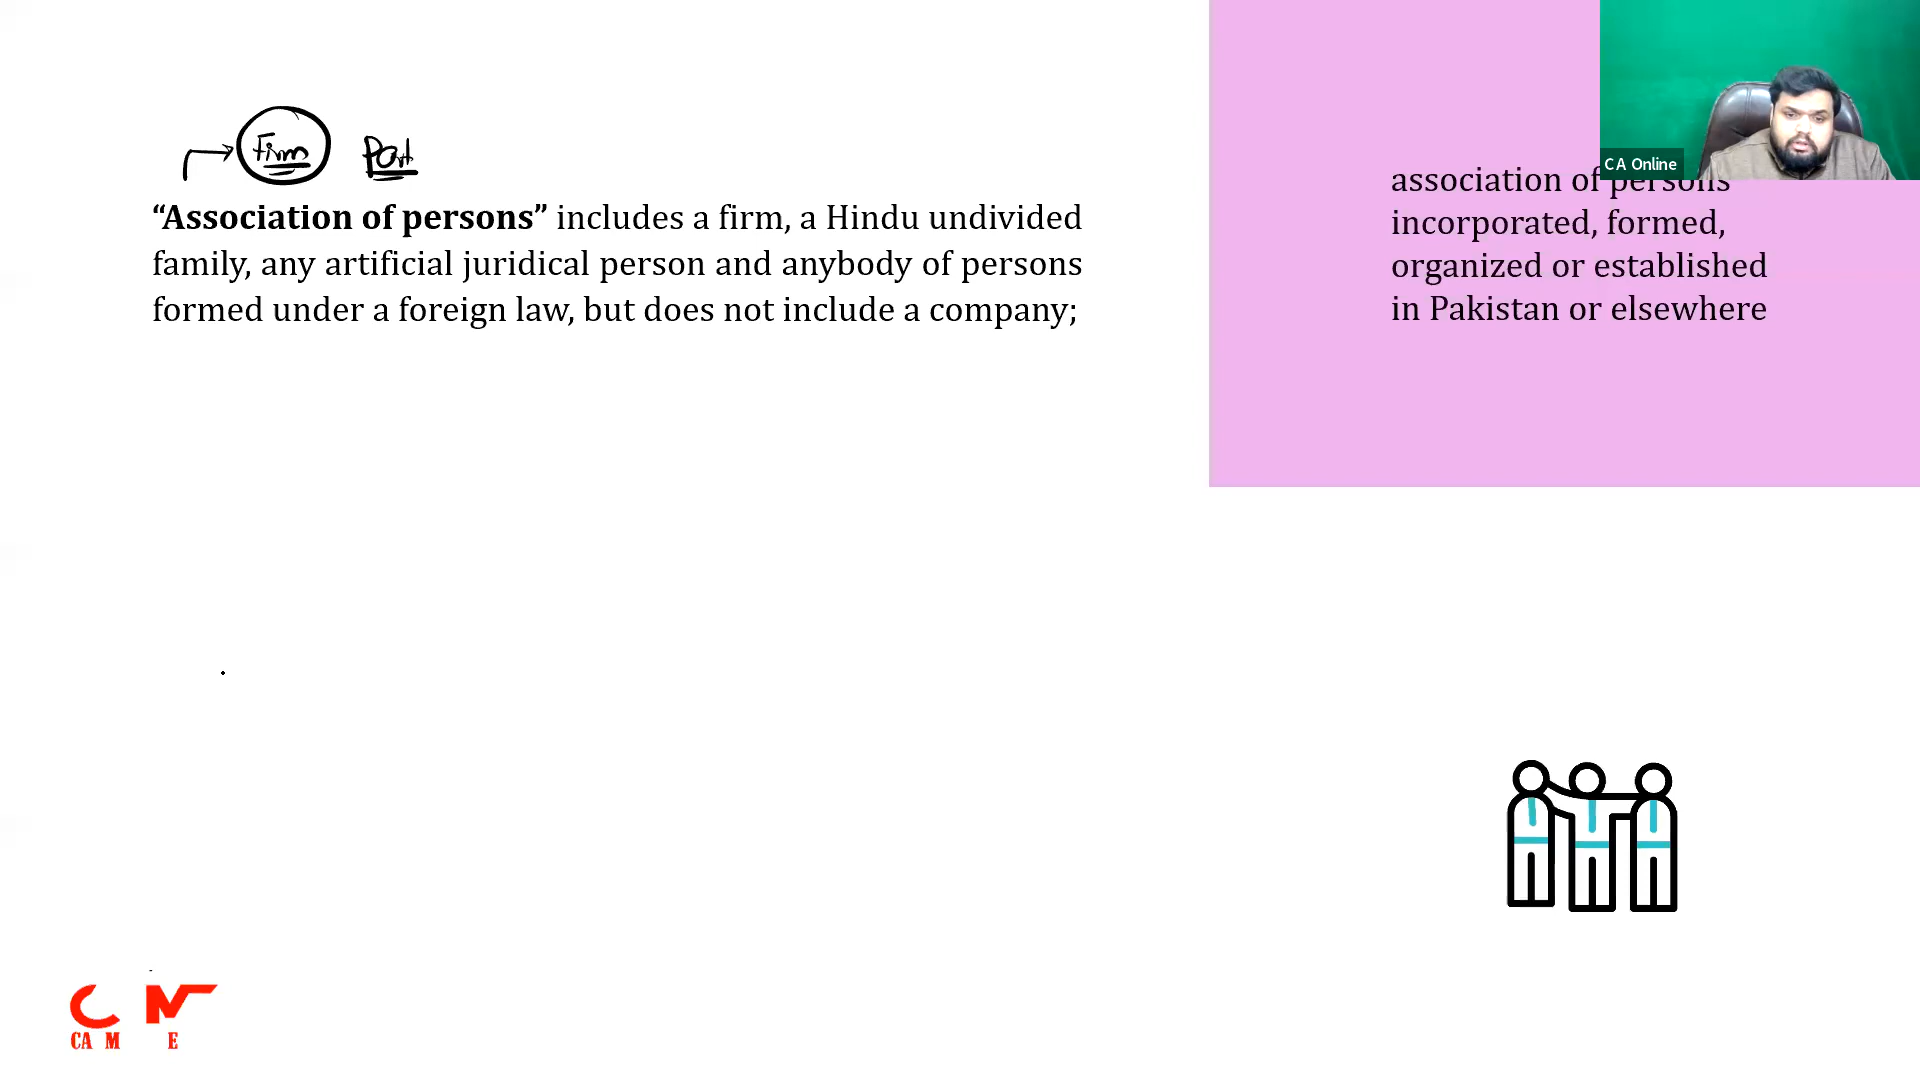 Firm Part
“Association of persons” includes a firm, a Hindu undivided
family, any artificial juridical person and anybody of persons
formed under a foreign law, but does not include a company;
C A Online
association of persons
incorporated, formed,
organized or established
in Pakistan or elsewhere
CA M E